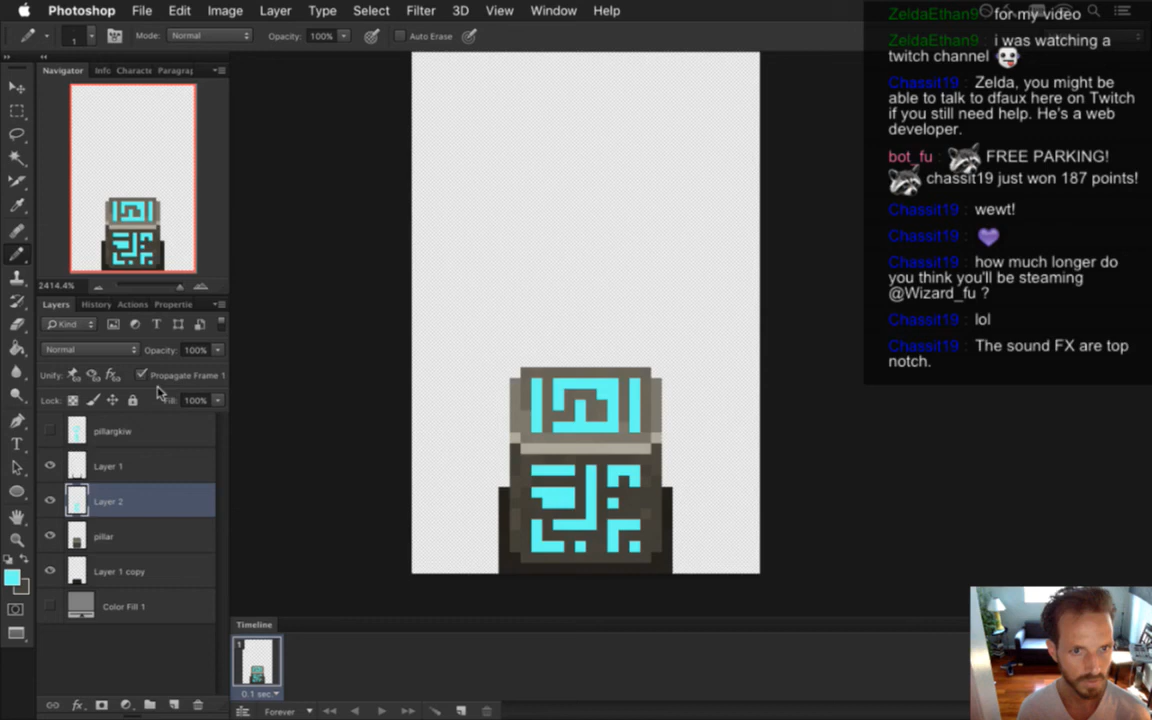 Photoshop File Edit Image Layer Type Select Filter 3D View Window Help
1 Mode: Normal Opacity: 100% Auto Erase
Navigator Info Characte Paragraj
2414.4%
Layers History Actions Propertie
Kind
Normal Opacity: 100%
Unify: Propagate Frame 1
Lock: Fill: 100%
pillargkiw
Layer 1
Layer 2
pillar
Layer 1 copy
Color Fill 1
Timeline
1
0.1 sec.
Forever
ZeldaEthan9 : for my video
ZeldaEthan9 : i was watching a
twitch channel
Chassit19 : Zelda, you might be
able to talk to dfaux here on Twitch
if you still need help. He's a web
developer.
bot_fu : FREE PARKING!
chassit19 just won 187 points!
Chassit19 : wewt!
Chassit19 :
Chassit19 : how much longer do
you think you'll be steaming
@Wizard_fu ?
Chassit19 : lol
Chassit19 : The sound FX are top
notch.